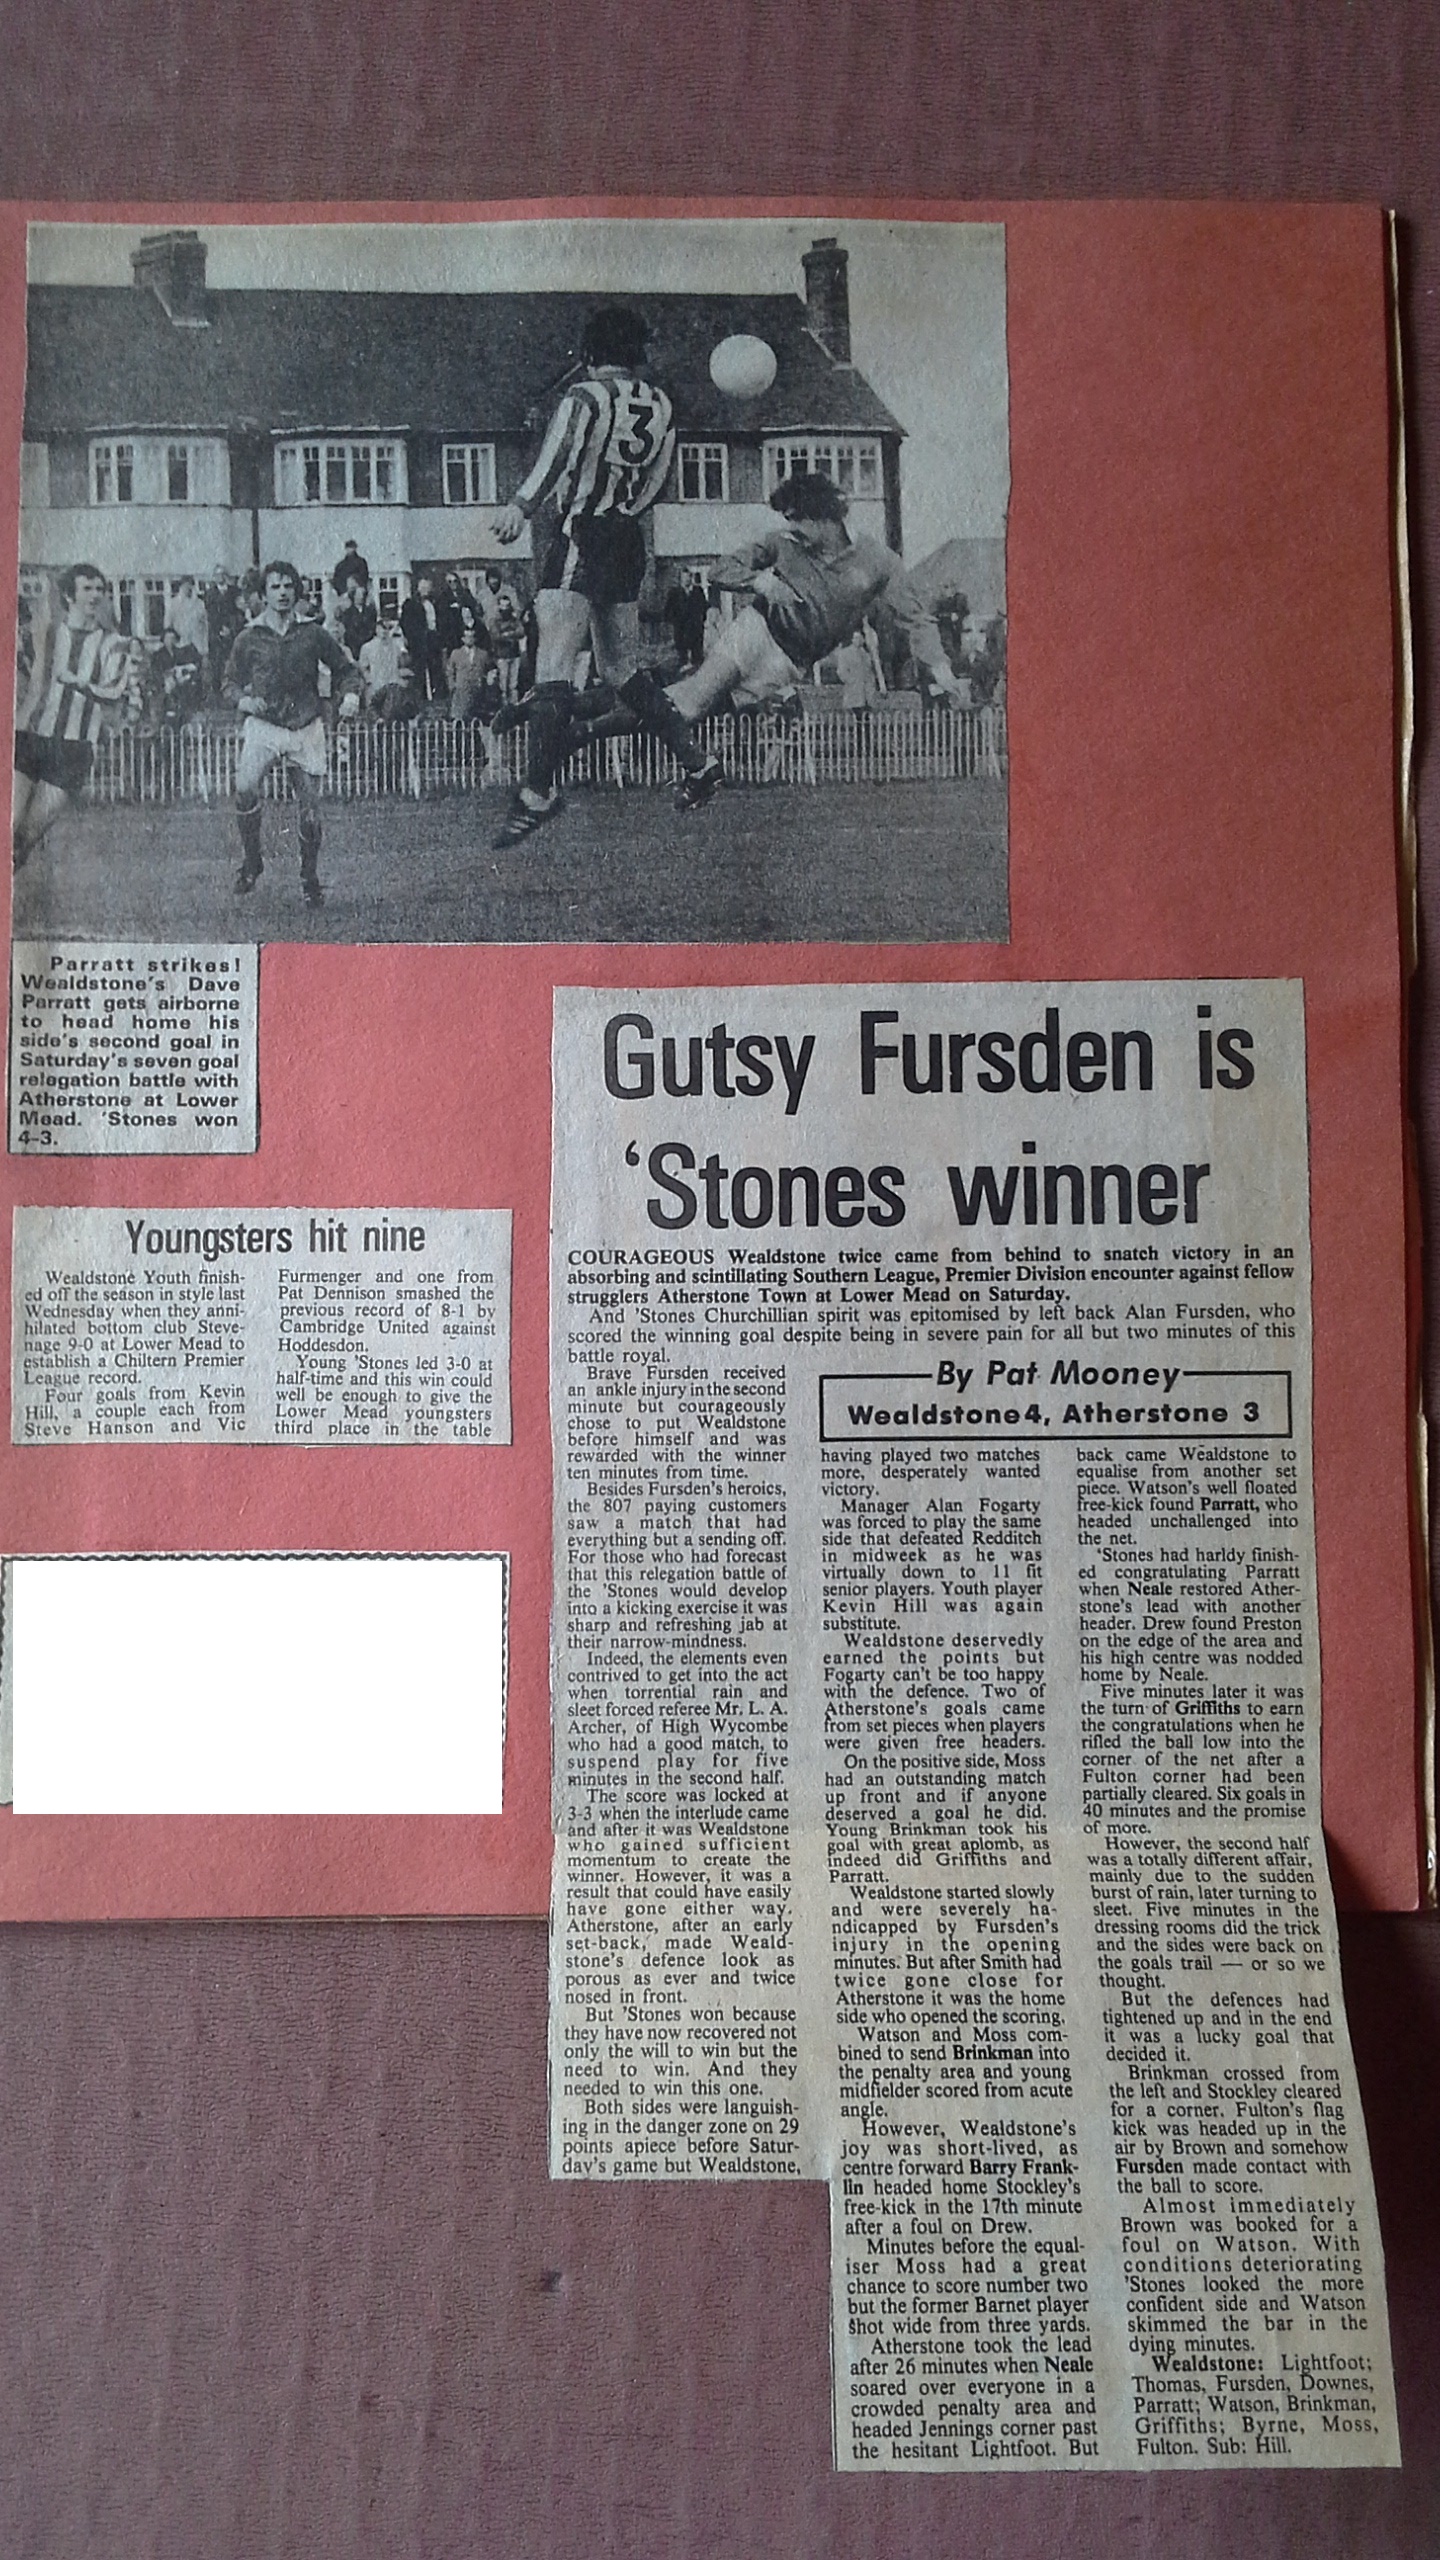 3
Parratt strikes!
Wealdstone's Dave
Parratt gets airborne
to head home his
side's second goal in
Saturday's seven goal
relegation battle with
Atherstone at Lower
Mead. 'Stones won
4-3.
Youngsters hit nine
Wealdstone Youth finish-
ed off the season in style last
Wednesday when they anni-
hilated bottom club Steve-
nage 9-0 at Lower Mead to
establish a Chiltern Premier
League record.
Four goals from Kevin
Hill, a couple each from
Steve Hanson and Vic
Furmenger and one from
Pat Dennison smashed the
previous record of 8-1 by
Cambridge United against
Hoddesdon.
Young 'Stones led 3-0 at
half-time and this win could
well be enough to give the
Lower Mead youngsters
third place in the table
Gutsy Fursden is
'Stones winner
COURAGEOUS Wealdstone twice came from behind to snatch victory in an
absorbing and scintillating Southern League, Premier Division encounter against fellow
strugglers Atherstone Town at Lower Mead on Saturday.
And 'Stones Churchillian spirit was epitomised by left back Alan Fursden, who
scored the winning goal despite being in severe pain for all but two minutes of this
battle royal.
By Pat Mooney
Wealdstone 4, Atherstone 3
Brave Fursden received
an ankle injury in the second
minute but courageously
chose to put Wealdstone
before himself and was
rewarded with the winner
ten minutes from time.
Besides Fursden's heroics,
the 807 paying customers
saw a match that had
everything but a sending off.
For those who had forecast
that this relegation battle of
the 'Stones would develop
into a kicking exercise it was
sharp and refreshing jab at
their narrow-mindness.
Indeed, the elements even
contrived to get into the act
when torrential rain and
sleet forced referee Mr. L. A.
Archer, of High Wycombe
who had a good match, to
suspend play for five
minutes in the second half.
The score was locked at
3-3 when the interlude came
and after it was Wealdstone
who gained sufficient
momentum to create the
winner. However, it was a
result that could have easily
have gone either way.
Atherstone, after an early
set-back, made Weald-
stone's defence look as
porous as ever and twice
nosed in front.
But 'Stones won because
they have now recovered not
only the will to win but the
need to win. And they
needed to win this one.
Both sides were languish-
ing in the danger zone on 29
points apiece before Satur-
day's game but Wealdstone,
having played two matches
more, desperately wanted
victory.
Manager Alan Fogarty
was forced to play the same
side that defeated Redditch
in midweek as he was
virtually down to 11 fit
senior players. Youth player
Kevin Hill was again
substitute.
Wealdstone deservedly
earned the points but
Fogarty can't be too happy
with the defence. Two of
Atherstone's goals came
from set pieces when players
were given free headers.
On the positive side, Moss
had an outstanding match
up front and if anyone
deserved a goal he did.
Young Brinkman took his
goal with great aplomb, as
indeed did Griffiths and
Parratt.
Wealdstone started slowly
and were severely ha-
ndicapped by Fursden's
injury in the opening
minutes. But after Smith had
twice gone close for
Atherstone it was the home
side who opened the scoring.
Watson and Moss com-
bined to send Brinkman into
the penalty area and young
midfielder scored from acute
angle.
However, Wealdstone's
joy was short-lived, as
centre forward Barry Frank-
lin headed home Stockley's
free-kick in the 17th minute
after a foul on Drew.
Minutes before the equal-
iser Moss had a great
chance to score number two
but the former Barnet player
shot wide from three yards.
Atherstone took the lead
after 26 minutes when Neale
soared over everyone in a
crowded penalty area and
headed Jennings corner past
the hesitant Lightfoot. But
back came Wealdstone to
equalise from another set
piece. Watson's well floated
free-kick found Parratt, who
headed unchallenged into
the net.
'Stones had harldy finish-
ed congratulating Parratt
when Neale restored Ather-
stone's lead with another
header. Drew found Preston
on the edge of the area and
his high centre was nodded
home by Neale.
Five minutes later it was
the turn of Griffiths to earn
the congratulations when he
rifled the ball low into the
corner of the net after a
Fulton corner had been
partially cleared. Six goals in
40 minutes and the promise
of more.
However, the second half
was a totally different affair,
mainly due to the sudden
burst of rain, later turning to
sleet. Five minutes in the
dressing rooms did the trick
and the sides were back on
the goals trail — or so we
thought.
But the defences had
tightened up and in the end
it was a lucky goal that
decided it.
Brinkman crossed from
the left and Stockley cleared
for a corner. Fulton's flag
kick was headed up in the
air by Brown and somehow
Fursden made contact with
the ball to score.
Almost immediately
Brown was booked for a
foul on Watson. With
conditions deteriorating
'Stones looked the more
confident side and Watson
skimmed the bar in the
dying minutes.
Wealdstone: Lightfoot;
Thomas, Fursden, Downes,
Parratt; Watson, Brinkman,
Griffiths; Byrne, Moss,
Fulton. Sub: Hill.